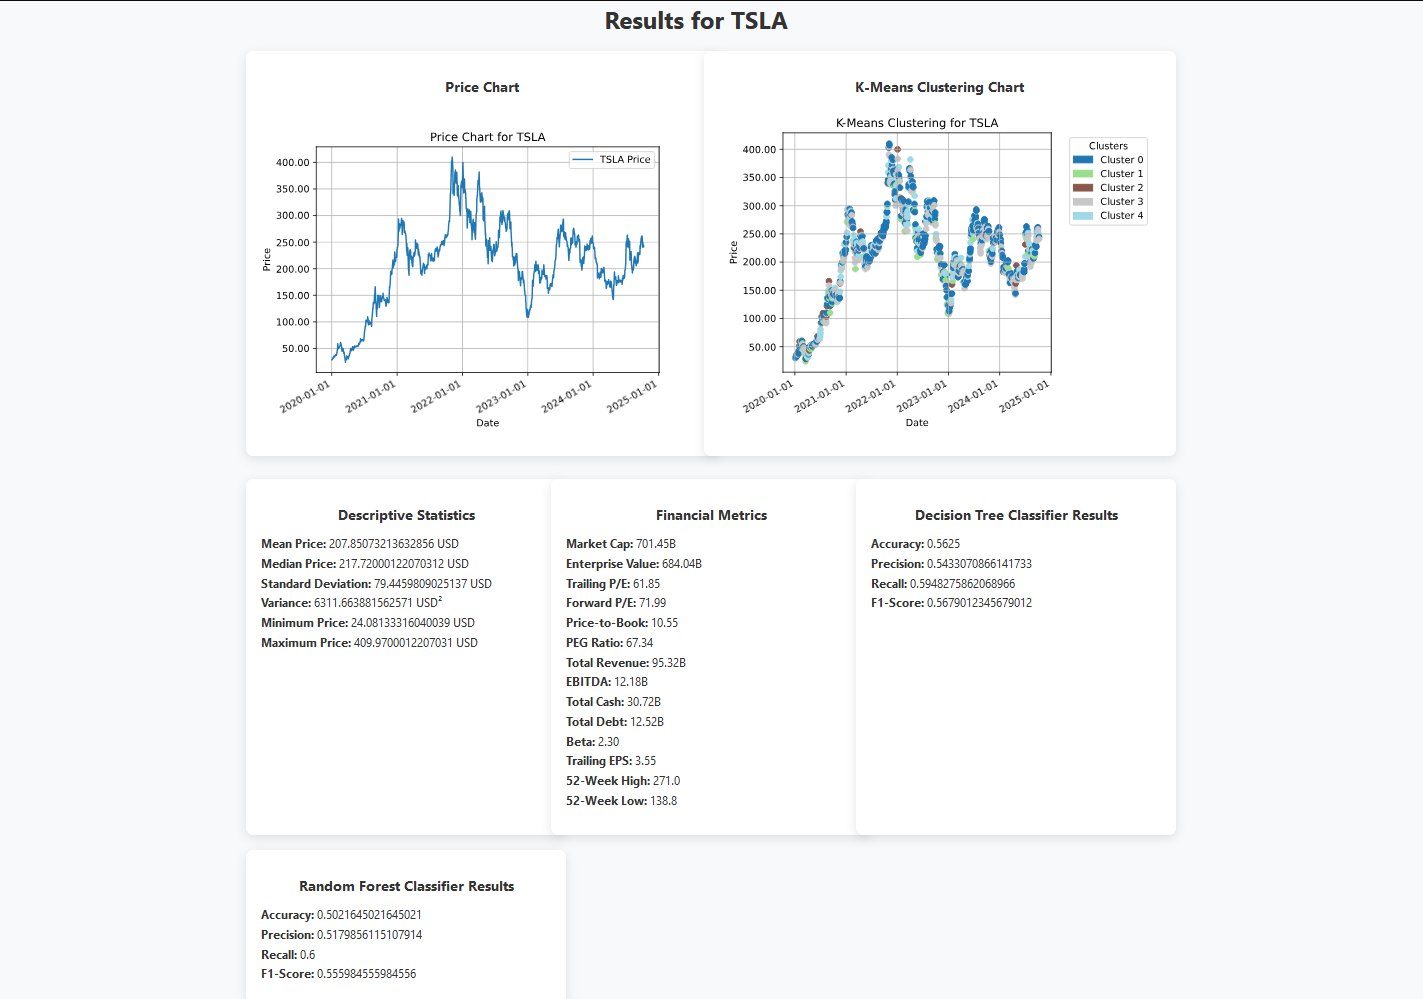 Results for TSLA
Price Chart
Price Chart for TSLA
TSLA Price
400.00
350.00
300.00
250.00
200.00
150.00
100.00
50.00
Price
2020-01-01
2021-01-01
2022-01-01
2023-01-01
2024-01-01
2025-01-01
Date
K-Means Clustering Chart
K-Means Clustering for TSLA
400.00
350.00
300.00
250.00
200.00
150.00
100.00
50.00
Price
2020-01-01
2021-01-01
2022-01-01
2023-01-01
2024-01-01
2025-01-01
Date
Clusters
Cluster 0
Cluster 1
Cluster 2
Cluster 3
Cluster 4
Descriptive Statistics
Mean Price: 207.85073213632856 USD
Median Price: 217.72000122070312 USD
Standard Deviation: 79.4459809025137 USD
Variance: 6311.663881562571 USD²
Minimum Price: 24.08133316040039 USD
Maximum Price: 409.9700012207031 USD
Financial Metrics
Market Cap: 701.45B
Enterprise Value: 684.04B
Trailing P/E: 61.85
Forward P/E: 71.99
Price-to-Book: 10.55
PEG Ratio: 67.34
Total Revenue: 95.32B
EBITDA: 12.18B
Total Cash: 30.72B
Total Debt: 12.52B
Beta: 2.30
Trailing EPS: 3.55
52-Week High: 271.0
52-Week Low: 138.8
Decision Tree Classifier Results
Accuracy: 0.5625
Precision: 0.5433070866141733
Recall: 0.5948275862068966
F1-Score: 0.5679012345679012
Random Forest Classifier Results
Accuracy: 0.5021645021645021
Precision: 0.5179856115107914
Recall: 0.6
F1-Score: 0.555984555984556